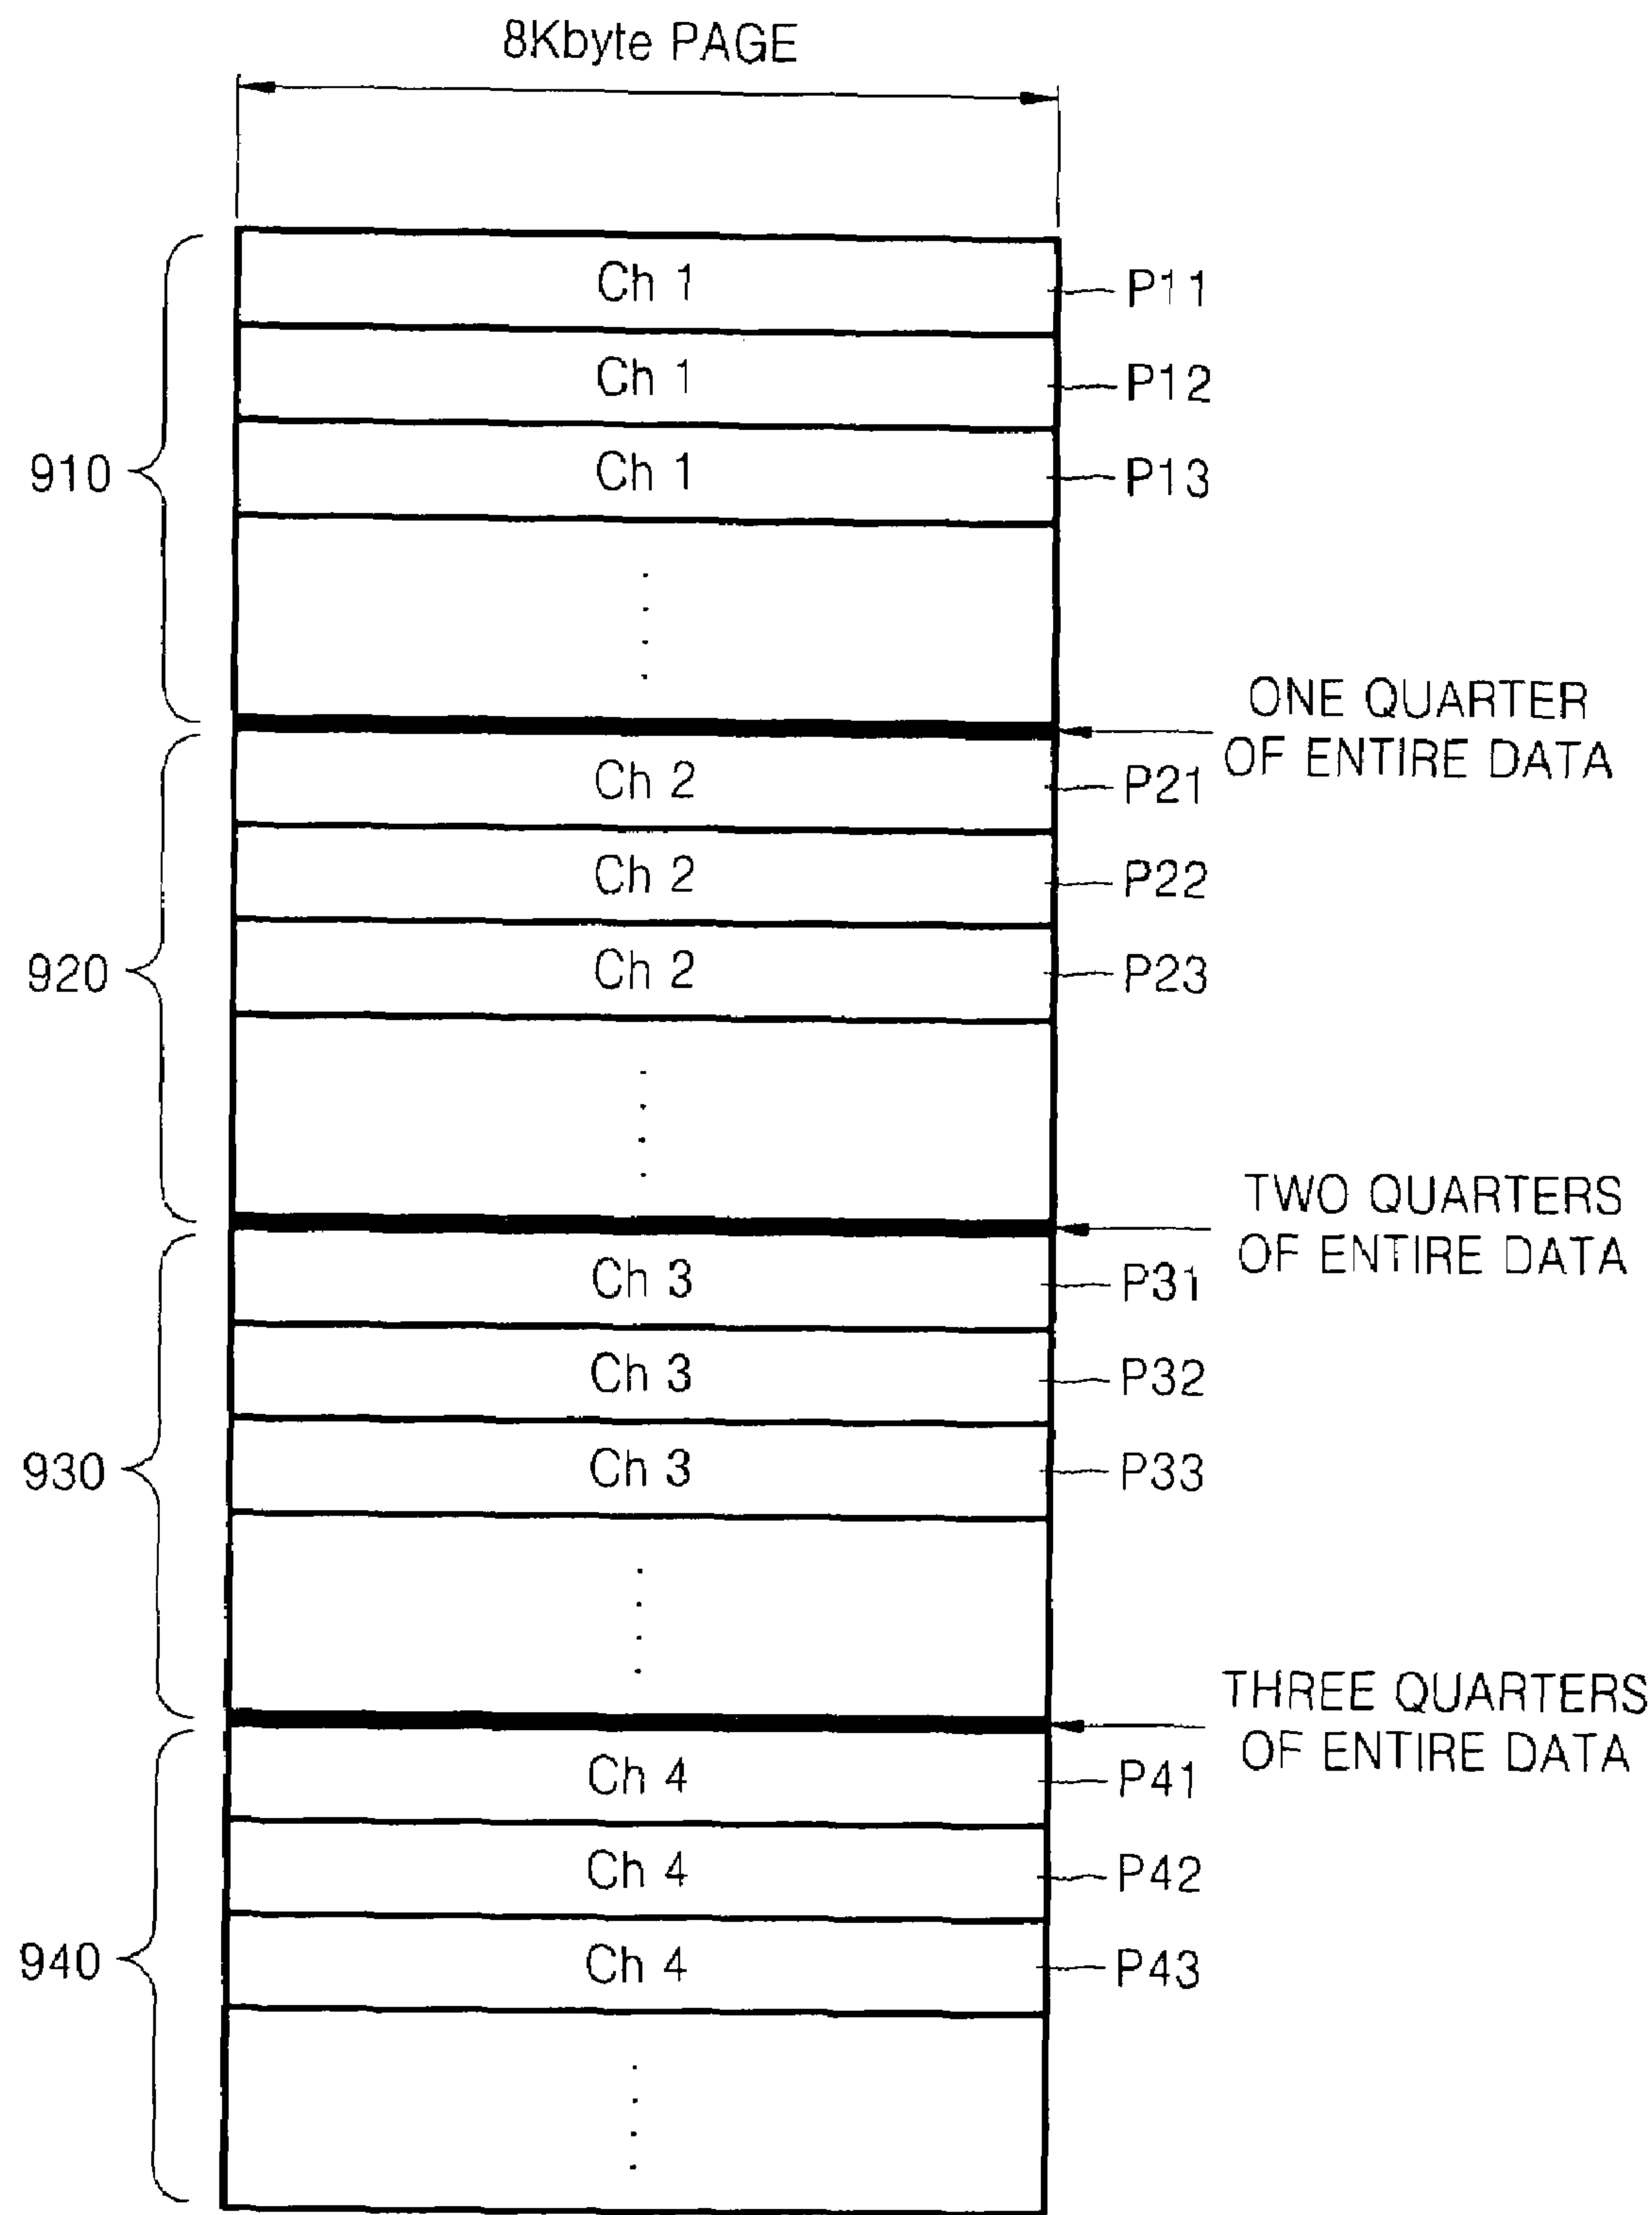 8Kbyte PAGE
Ch 1
P11
Ch 1
P12
910
Ch 1
P13
ONE QUARTER
OF ENTIRE DATA
Ch 2
P21
Ch 2
P22
920
Ch 2
P23
TWO QUARTERS
OF ENTIRE DATA
Ch 3
P31
Ch 3
P32
930
Ch 3
P33
THREE QUARTERS
OF ENTIRE DATA
Ch 4
P41
Ch 4
P42
940
Ch 4
P43